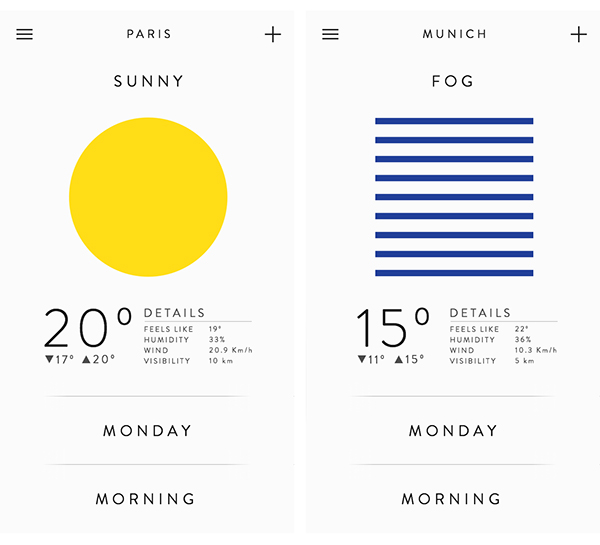 PARIS
SUNNY
20°
▼17° ▲20°
DETAILS
FEELS LIKE 19°
HUMIDITY 33%
WIND 20.9 Km/h
VISIBILITY 10 km
MONDAY
MORNING
MUNICH
FOG
15°
▼11° ▲15°
DETAILS
FEELS LIKE 22°
HUMIDITY 36%
WIND 10.3 Km/h
VISIBILITY 5 km
MONDAY
MORNING